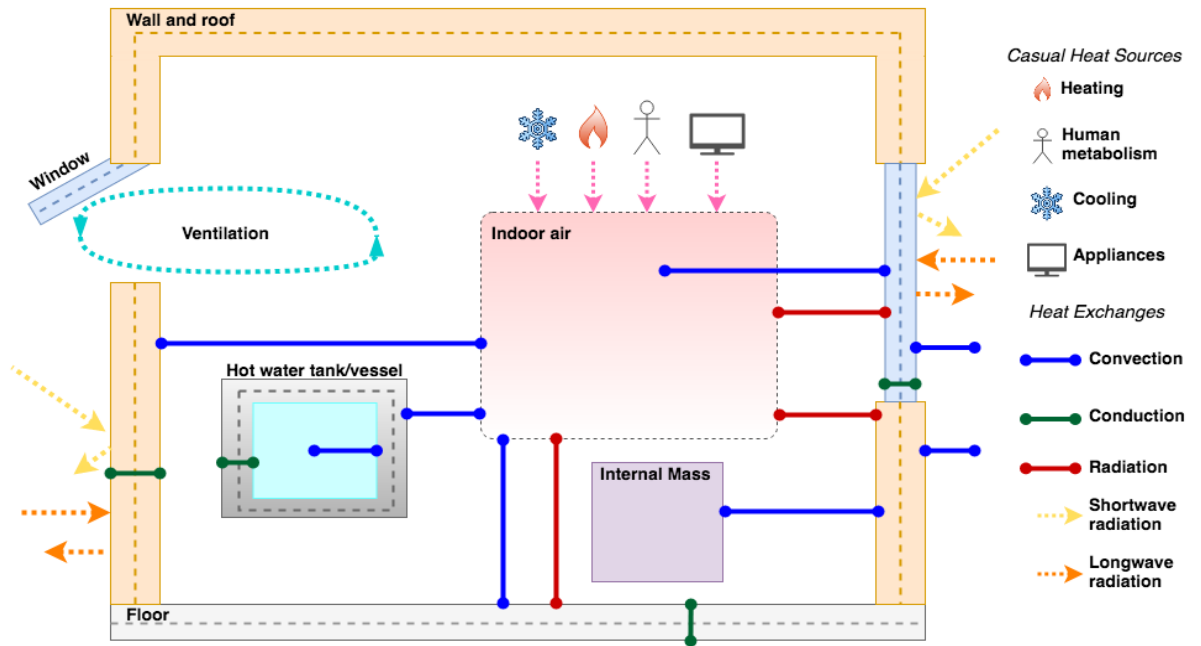 Wall and roof
Casual Heat Sources
Heating
Human
metabolism
Cooling
Appliances
Window
Ventilation
Indoor air
Heat Exchanges
Convection
Hot water tank/vessel
Conduction
Internal Mass
Radiation
Shortwave
radiation
Longwave
radiation
Floor